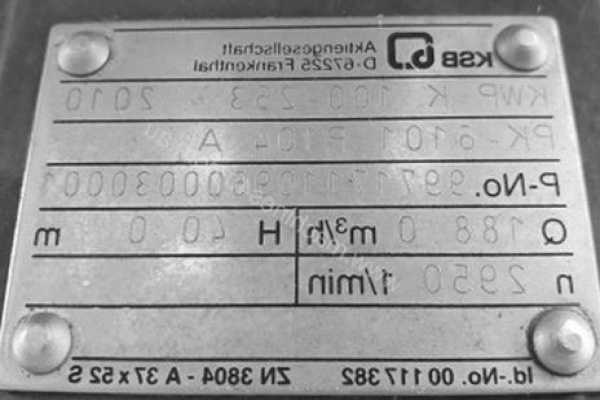 KSB Aktiengesellschaft
D-67225 Frankenthal
KWP K 100-253 2010
PK-6101 P104 A
P-No.
Q 188.0 m³/h H 40.0 m
n 2950 1/min
Id.-No. 00 117 382 ZN 3804 - A 37 x 52 S